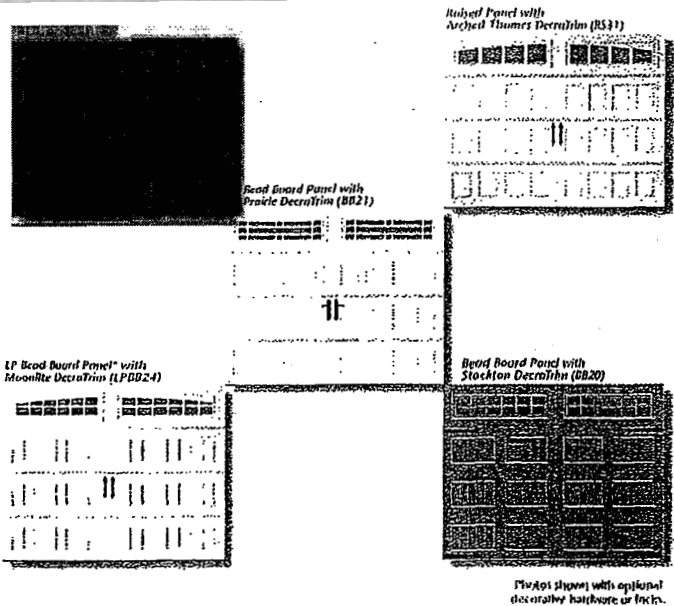 Raised Panel with
Arched Thames DecraTrim (RS31)
Bead Board Panel with
Prairie DecraTrim (BB21)
LP Bead Board Panel* with
Moonlite DecraTrim (LPBB24)
Bead Board Panel with
Stockton DecraTrim (BB20)
Photos shown with optional
decorative hardware or locks.